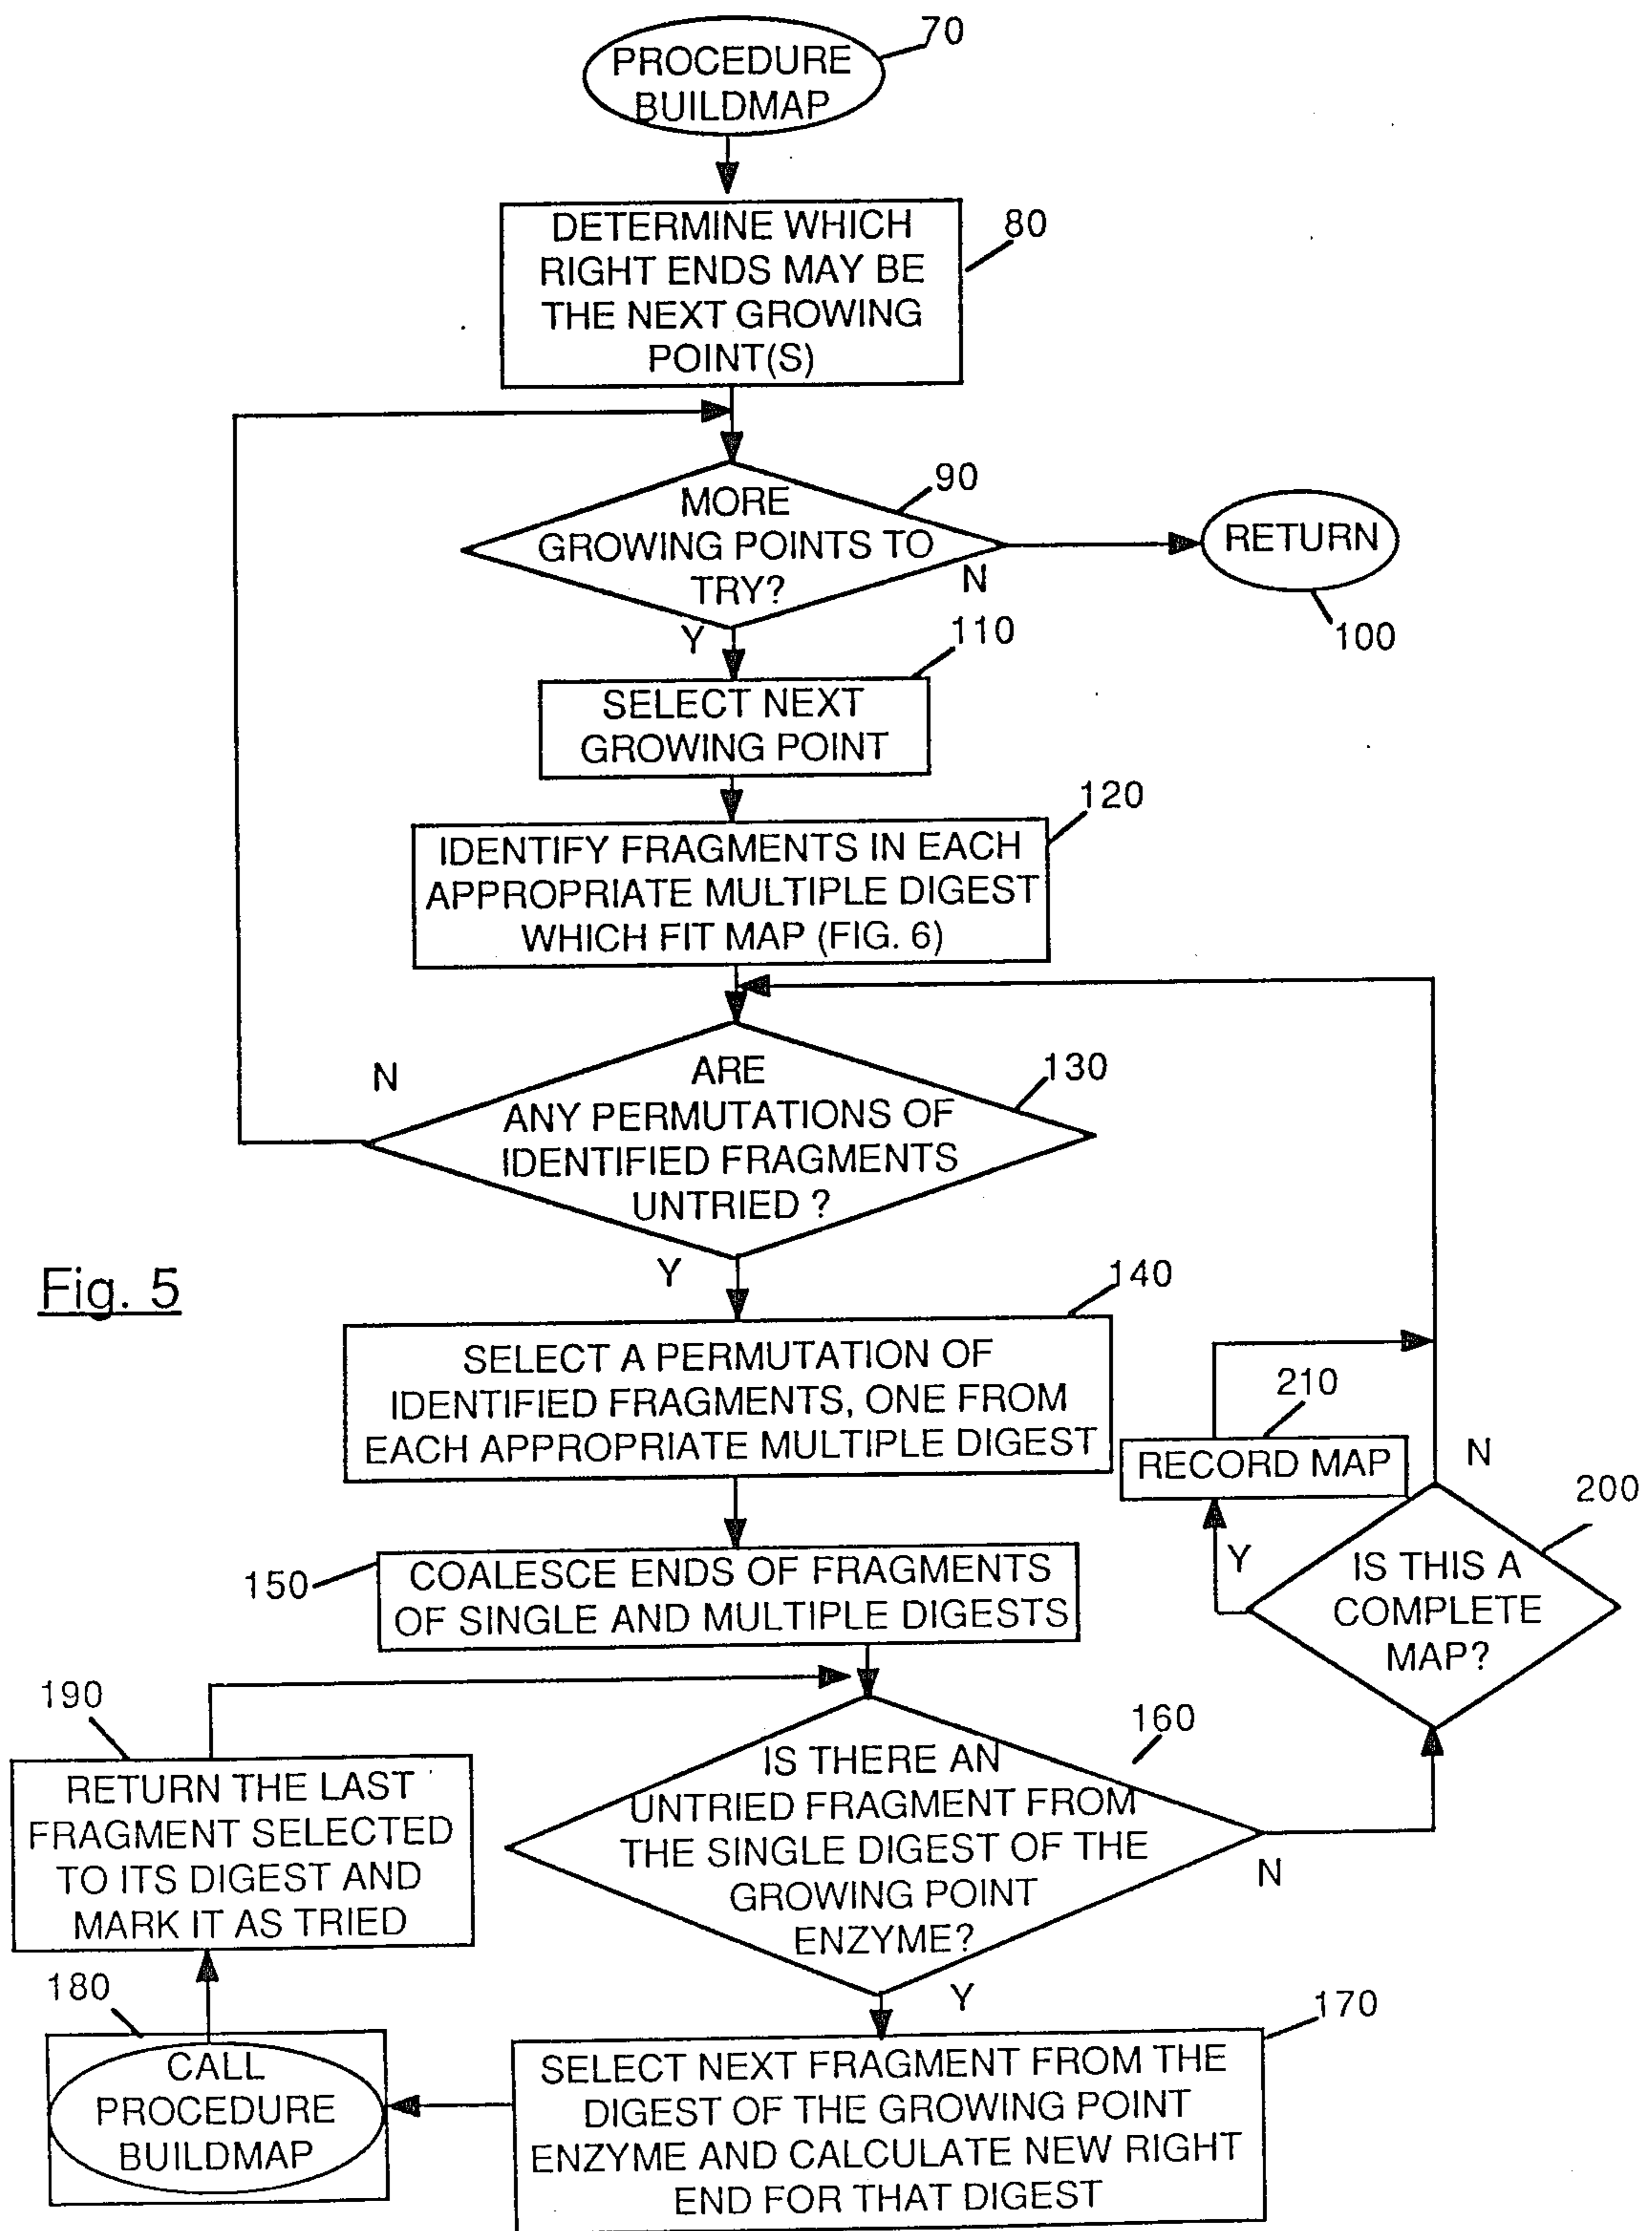 PROCEDURE
BUILDMAP
70
DETERMINE WHICH
RIGHT ENDS MAY BE
THE NEXT GROWING
POINT(S)
80
MORE
GROWING POINTS TO
TRY?
90
N
RETURN
100
Y
110
SELECT NEXT
GROWING POINT
120
IDENTIFY FRAGMENTS IN EACH
APPROPRIATE MULTIPLE DIGEST
WHICH FIT MAP (FIG. 6)
N
ARE
ANY PERMUTATIONS OF
IDENTIFIED FRAGMENTS
UNTRIED ?
130
Y
Fig. 5
140
SELECT A PERMUTATION OF
IDENTIFIED FRAGMENTS, ONE FROM
EACH APPROPRIATE MULTIPLE DIGEST
210
RECORD MAP
N
200
Y
IS THIS A
COMPLETE
MAP?
150
COALESCE ENDS OF FRAGMENTS
OF SINGLE AND MULTIPLE DIGESTS
190
RETURN THE LAST
FRAGMENT SELECTED
TO ITS DIGEST AND
MARK IT AS TRIED
160
IS THERE AN
UNTRIED FRAGMENT FROM
THE SINGLE DIGEST OF THE
GROWING POINT
ENZYME?
N
Y
180
CALL
PROCEDURE
BUILDMAP
170
SELECT NEXT FRAGMENT FROM THE
DIGEST OF THE GROWING POINT
ENZYME AND CALCULATE NEW RIGHT
END FOR THAT DIGEST